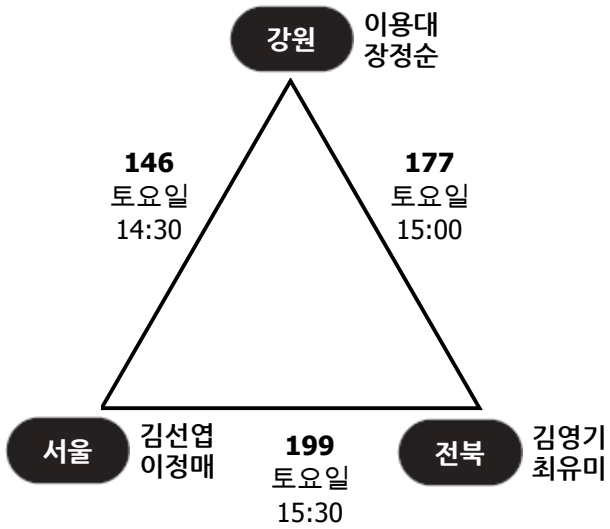 강원
이용대
장정순
146
토요일
14:30
177
토요일
15:00
서울
김선엽
이정매
199
토요일
15:30
전북
김영기
최유미